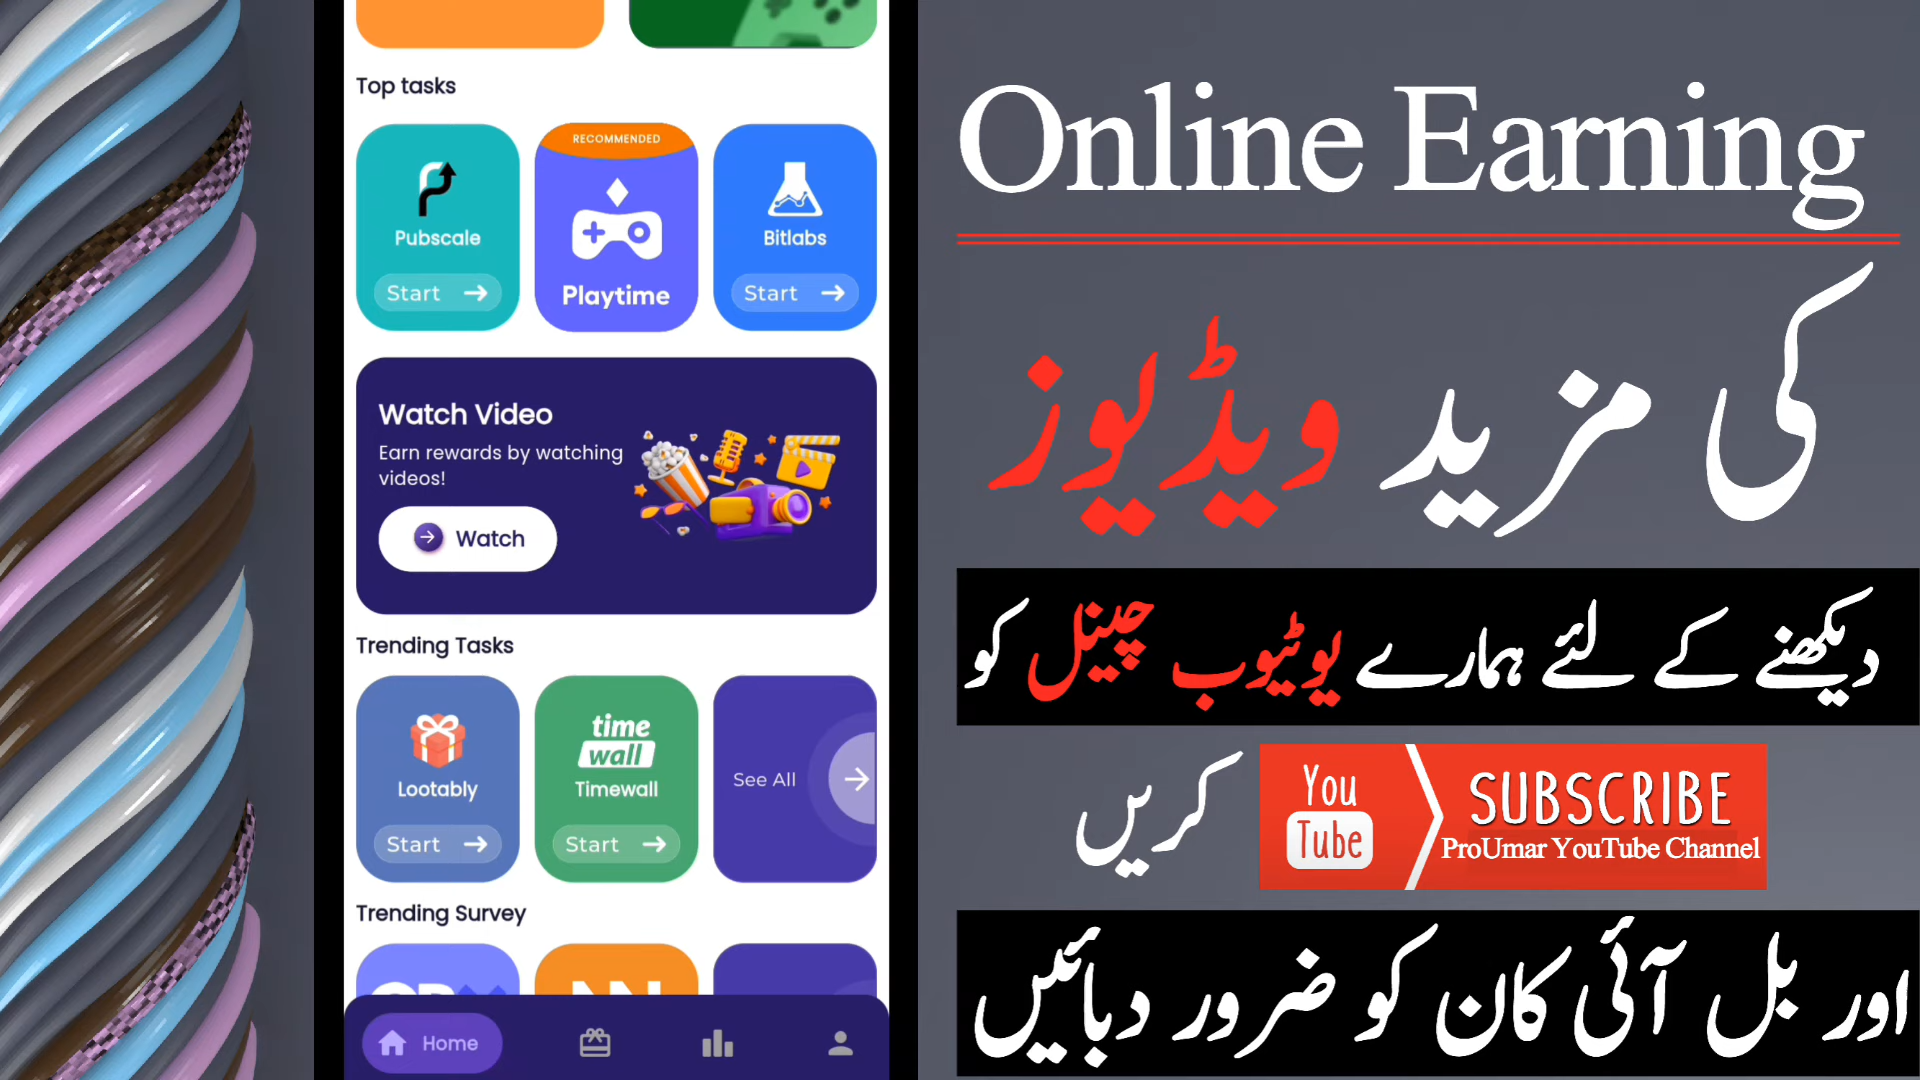 Top tasks
RECOMMENDED
Pubscale
Start
Playtime
Bitlabs
Start
Watch Video
Earn rewards by watching
videos!
Watch
Trending Tasks
Lootably
Start
time
wall
Timewall
Start
See All
Trending Survey
Home
Online Earning
کی مزید ویڈیوز
دیکھنے کے لئے ہمارے یوٹیوب چینل کو
You
Tube
SUBSCRIBE
ProUmar YouTube Channel
کریں
اور بل آئی کان کو ضرور دبائیں